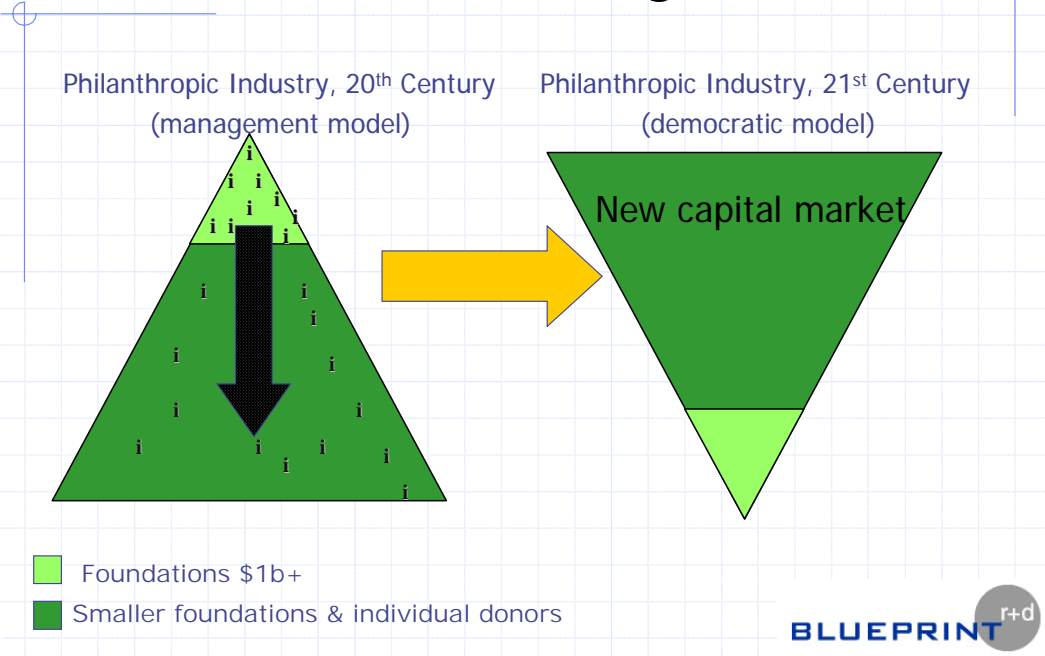 Philanthropic Industry, 20th Century
(management model)
i
i i
i
i
i
i i
i
i i
i
i
i
i i
i i i
i
i
i
Philanthropic Industry, 21st Century
(democratic model)
New capital market
Foundations $1b+
Smaller foundations & individual donors
BLUEPRINT r+d